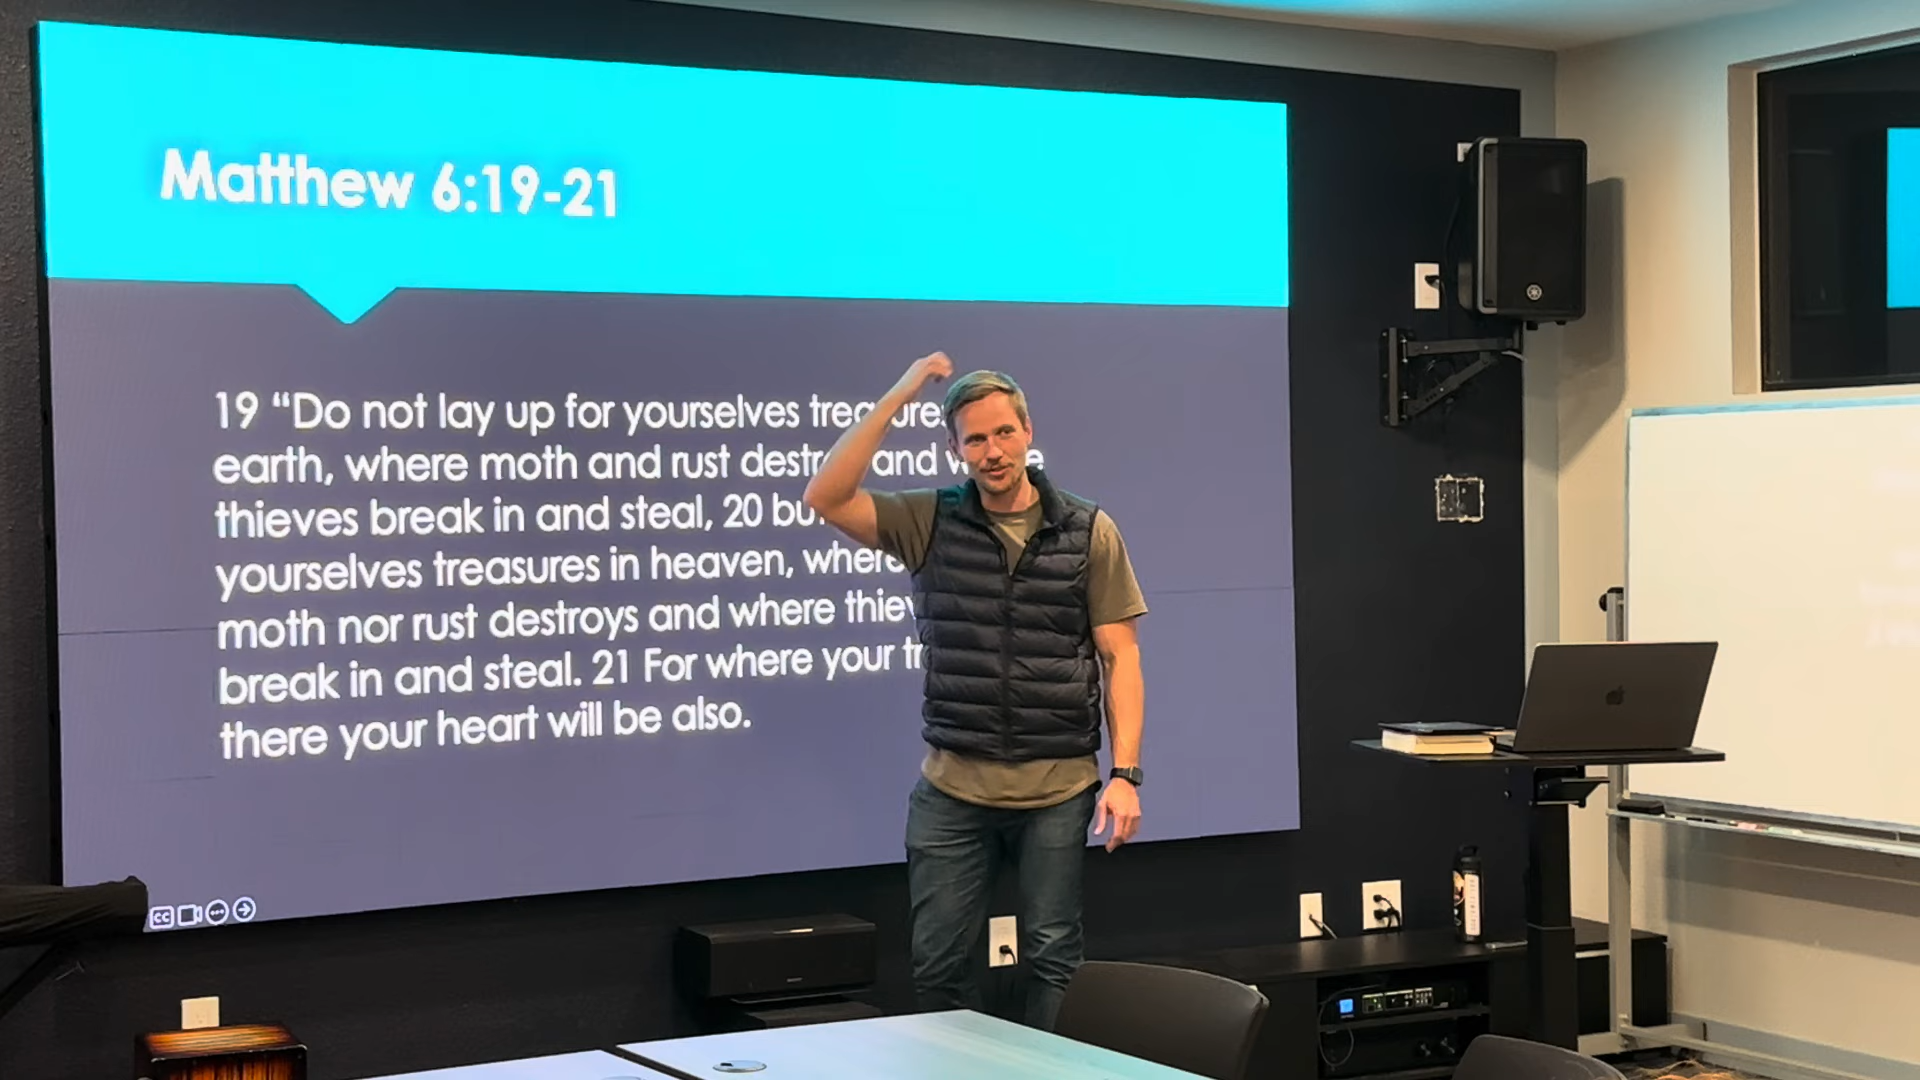 Matthew 6:19-21
19 “Do not lay up for yourselves
earth, where moth and rust and
thieves break in and steal, 20
yourselves treasures in heaven,
moth nor rust destroys and where
break in and steal. 21 For where your
there your heart will be also.
CC